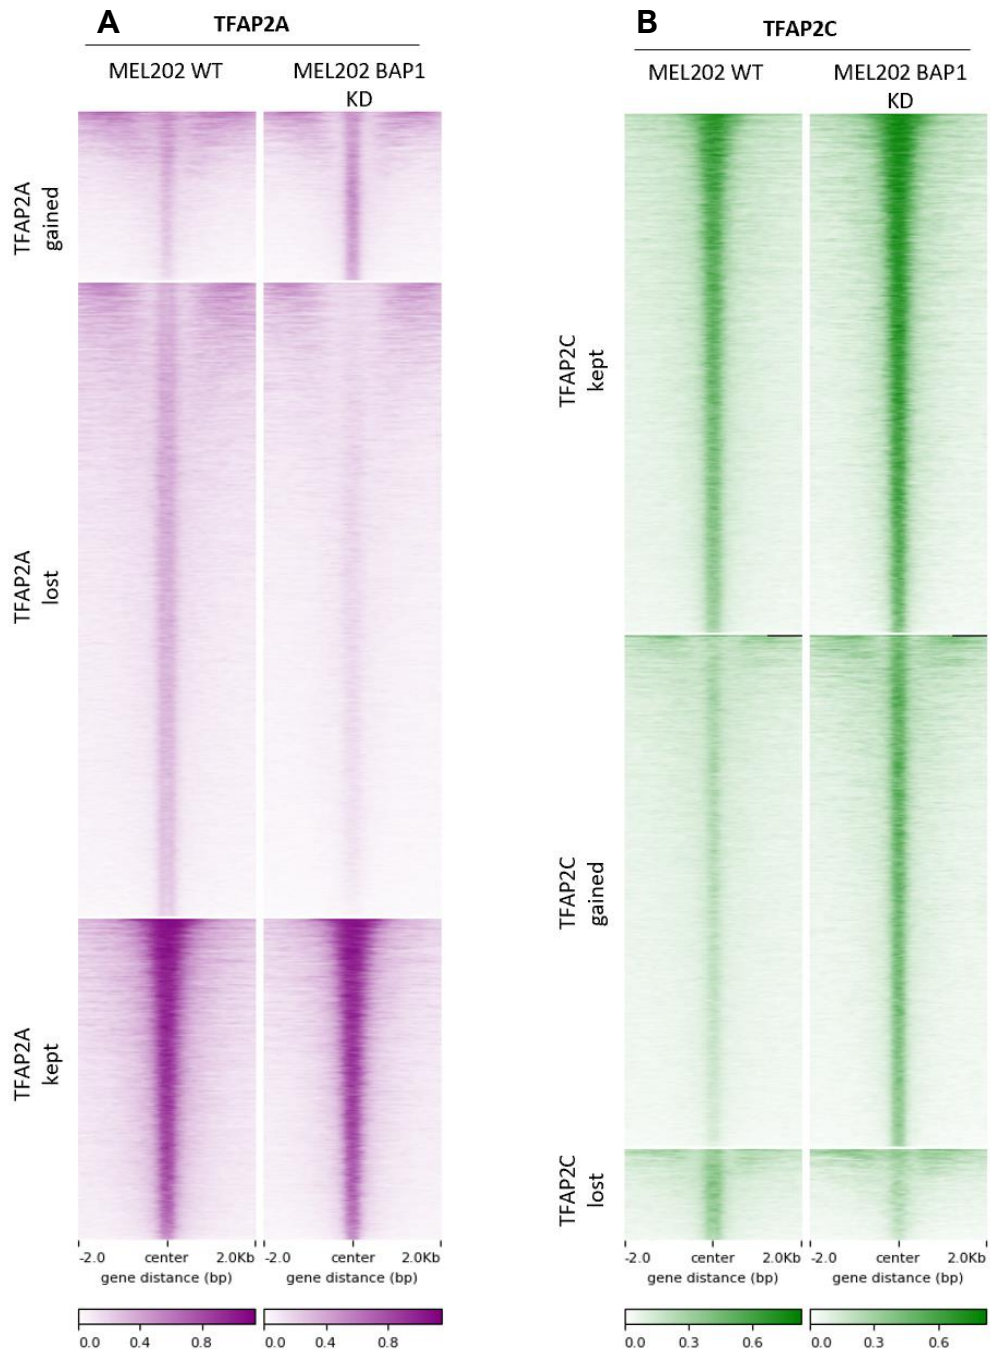 A
TFAP2A
MEL202 WT
MEL202 BAP1
KD
TFAP2A
gained
TFAP2A
lost
TFAP2A
kept
-2.0 center 2.0Kb
gene distance (bp)
-2.0 center 2.0Kb
gene distance (bp)
0.0 0.4 0.8
0.0 0.4 0.8
B
TFAP2C
MEL202 WT
MEL202 BAP1
KD
TFAP2C
kept
TFAP2C
gained
TFAP2C
lost
-2.0 center 2.0Kb
gene distance (bp)
-2.0 center 2.0Kb
gene distance (bp)
0.0 0.3 0.6
0.0 0.3 0.6